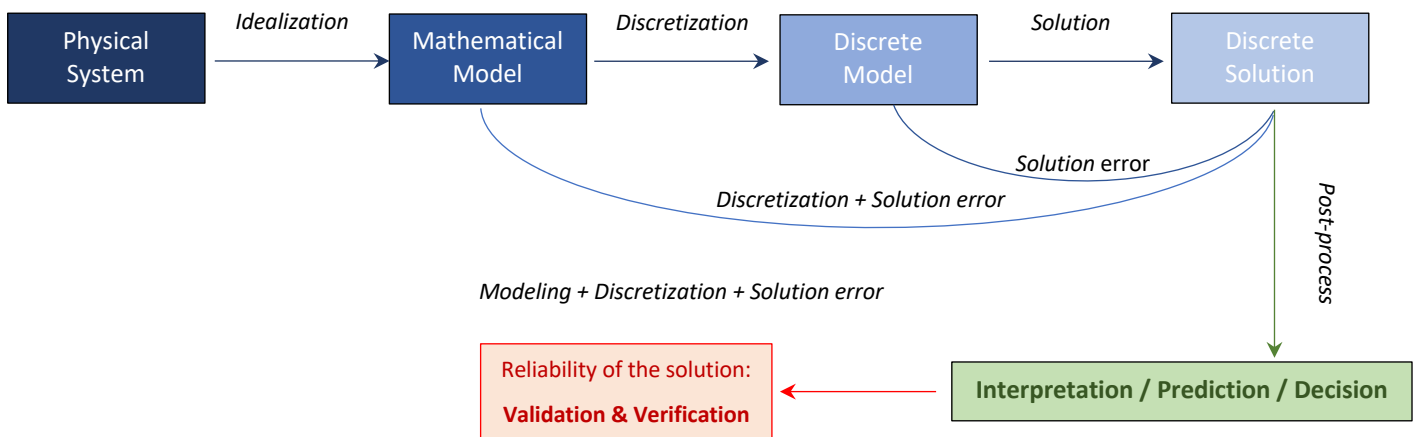 Idealization
Discretization
Solution
Physical
System
Mathematical
Model
Discrete
Model
Discrete
Solution
Solution error
Discretization + Solution error
Post-process
Modeling + Discretization + Solution error
Reliability of the solution:
Validation & Verification
Interpretation / Prediction / Decision